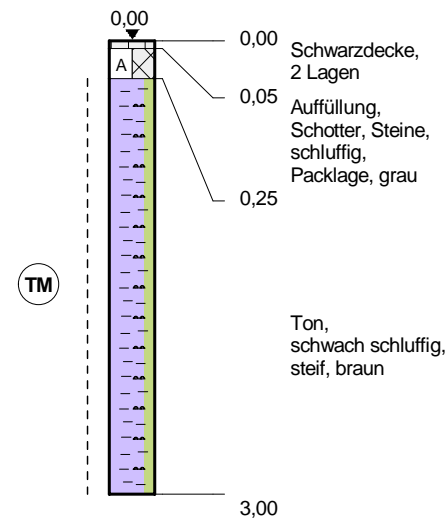 0,00
0,00
Schwarzdecke,
2 Lagen
A
0,05
Auffüllung,
Schotter, Steine,
schluffig,
Packlage, grau
0,25
TM
Ton,
schwach schluffig,
steif, braun
3,00